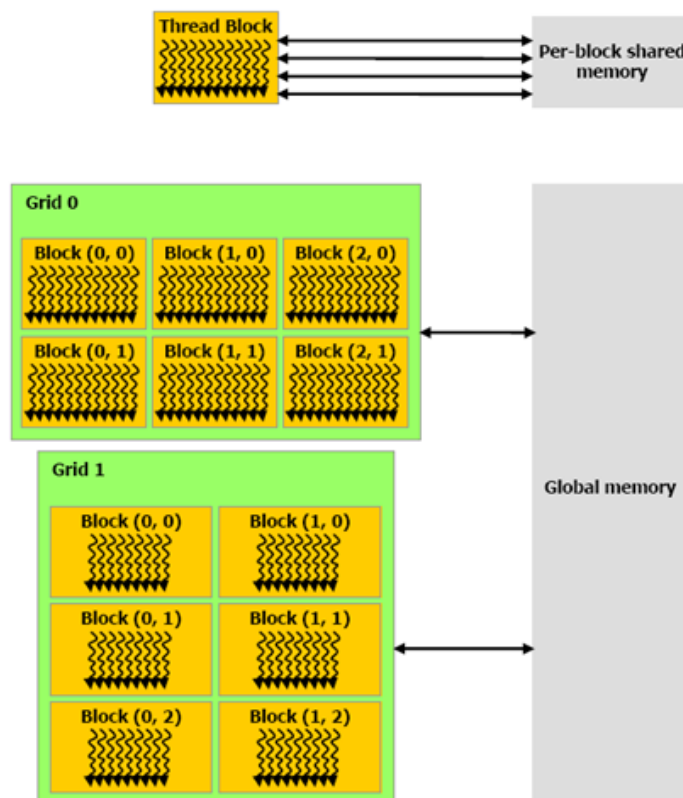 Thread Block
Per-block shared
memory
Grid 0
Block (0, 0)
Block (1, 0)
Block (2, 0)
Block (0, 1)
Block (1, 1)
Block (2, 1)
Global memory
Grid 1
Block (0, 0)
Block (1, 0)
Block (0, 1)
Block (1, 1)
Block (0, 2)
Block (1, 2)